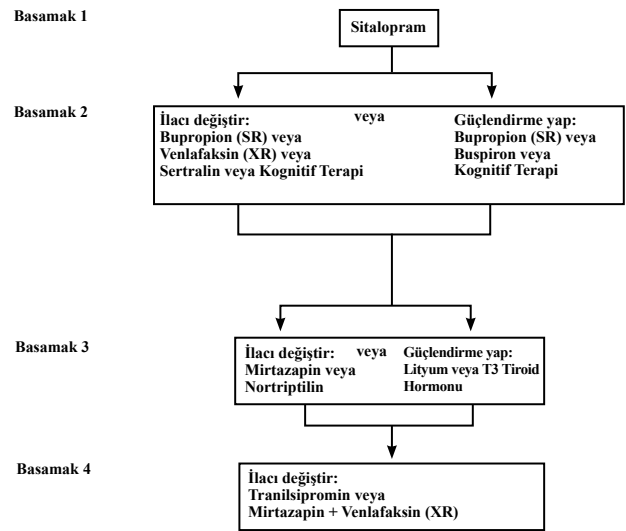 Basamak 1
Sitalopram
Basamak 2
İlacı değiştir:
Bupropion (SR) veya
Venlafaksin (XR) veya
Sertralin veya Kognitif Terapi
veya
Güçlendirme yap:
Bupropion (SR) veya
Buspiron veya
Kognitif Terapi
Basamak 3
İlacı değiştir:
Mirtazapin veya
Nortriptilin
veya
Güçlendirme yap:
Lityum veya T3 Tiroid
Hormonu
Basamak 4
İlacı değiştir:
Tranilsipromin veya
Mirtazapin + Venlafaksin (XR)